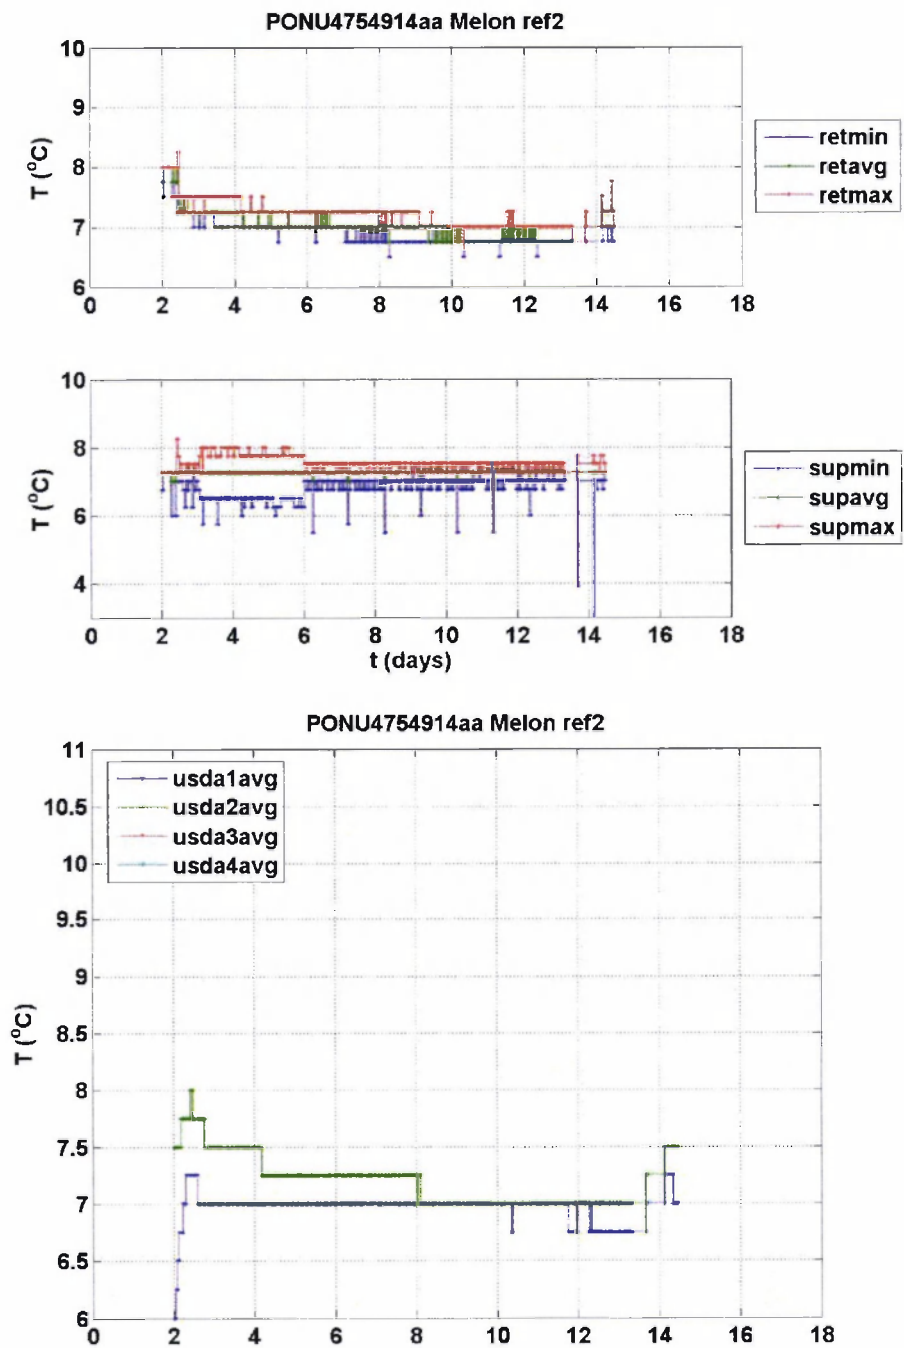 PONU4754914aa Melon ref2
10
9
8
7
6
T (°C)
0 2 4 6 8 10 12 14 16 18
retmin
retavg
retmax
10
8
6
4
T (°C)
0 2 4 6 8 10 12 14 16 18
t (days)
supmin
supavg
supmax
PONU4754914aa Melon ref2
11
10.5
10
9.5
9
8.5
8
7.5
7
6.5
6
T (°C)
0 2 4 6 8 10 12 14 16 18
usda1avg
usda2avg
usda3avg
usda4avg